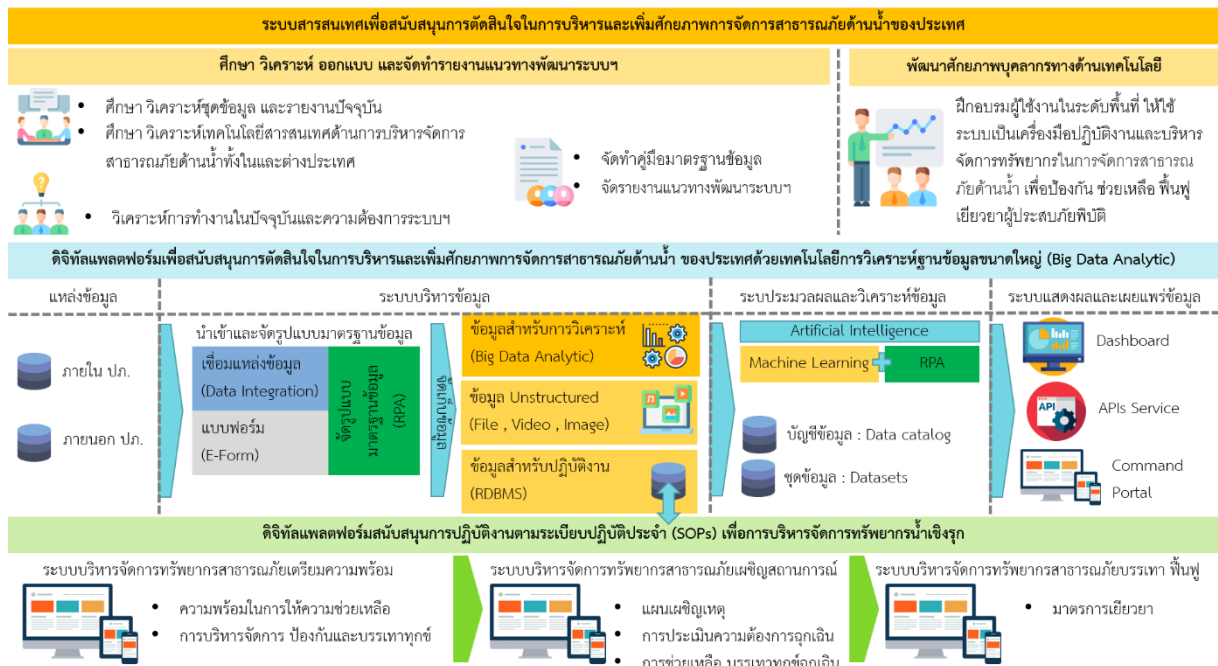 ระบบสารสนเทศเพื่อสนับสนุนการตัดสินใจในการบริหารและเพิ่มศักยภาพการจัดการสาธารณภัยด้านน้ำของประเทศ
ศึกษา วิเคราะห์ ออกแบบ และจัดทำรายงานแนวทางพัฒนาระบบฯ
• ศึกษา วิเคราะห์ชุดข้อมูล และรายงานปัจจุบัน
• ศึกษา วิเคราะห์เทคโนโลยีสารสนเทศด้านการบริหารจัดการ
สาธารณภัยด้านน้ำทั้งในและต่างประเทศ
• วิเคราะห์การทำงานในปัจจุบันและความต้องการระบบฯ
• จัดทำคู่มือมาตรฐานข้อมูล
• จัดรายงานแนวทางพัฒนาระบบฯ
พัฒนาศักยภาพบุคลากรทางด้านเทคโนโลยี
ฝึกอบรมผู้ใช้งานในระดับพื้นที่ ให้ใช้
ระบบเป็นเครื่องมือปฏิบัติงานและบริหาร
จัดการทรัพยากรในการจัดการสาธารณ
ภัยด้านน้ำ เพื่อป้องกัน ช่วยเหลือ ฟื้นฟู
เยียวยาผู้ประสบภัยพิบัติ
ดิจิทัลแพลตฟอร์มเพื่อสนับสนุนการตัดสินใจในการบริหารและเพิ่มศักยภาพการจัดการสาธารณภัยด้านน้ำ ของประเทศด้วยเทคโนโลยีการวิเคราะห์ฐานข้อมูลขนาดใหญ่ (Big Data Analytic)
แหล่งข้อมูล
ภายใน ปภ.
ภายนอก ปภ.
ระบบบริหารข้อมูล
นำเข้าและจัดรูปแบบมาตรฐานข้อมูล
เชื่อมแหล่งข้อมูล
(Data Integration)
แบบฟอร์ม
(E-Form)
จัดรูปแบบ
มาตรฐานข้อมูล
(RPA)
จัดเก็บข้อมูล
ข้อมูลสำหรับการวิเคราะห์
(Big Data Analytic)
ข้อมูล Unstructured
(File , Video , Image)
ข้อมูลสำหรับปฏิบัติงาน
(RDBMS)
ระบบประมวลผลและวิเคราะห์ข้อมูล
Artificial Intelligence
Machine Learning
RPA
บัญชีข้อมูล : Data catalog
ชุดข้อมูล : Datasets
ระบบแสดงผลและเผยแพร่ข้อมูล
Dashboard
API
APIs Service
Command
Portal
ดิจิทัลแพลตฟอร์มสนับสนุนการปฏิบัติงานตามระเบียบปฏิบัติประจำ (SOPs) เพื่อการบริหารจัดการทรัพยากรน้ำเชิงรุก
ระบบบริหารจัดการทรัพยากรสาธารณภัยเตรียมความพร้อม
• ความพร้อมในการให้ความช่วยเหลือ
• การบริหารจัดการ ป้องกันและบรรเทาทุกข์
ระบบบริหารจัดการทรัพยากรสาธารณภัยเผชิญสถานการณ์
• แผนเผชิญเหตุ
• การประเมินความต้องการฉุกเฉิน
• การช่วยเหลือ บรรเทาทุกข์ฉุกเฉิน
ระบบบริหารจัดการทรัพยากรสาธารณภัยบรรเทา ฟื้นฟู
• มาตรการเยียวยา